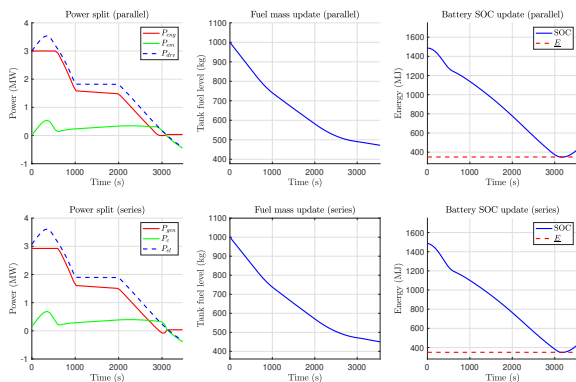 Power split (parallel)
Fuel mass update (parallel)
Battery SOC update (parallel)
Power (MW)
4
3
2
1
0
-1
P_eng
P_em
P_drv
0 1000 2000 3000
Time (s)
Tank fuel level (kg)
1100
1000
900
800
700
600
500
400
0 1000 2000 3000
Time (s)
Energy (MJ)
1600
1400
1200
1000
800
600
400
SOC
E
0 1000 2000 3000
Time (s)
Power split (series)
Fuel mass update (series)
Battery SOC update (series)
Power (MW)
4
3
2
1
0
-1
P_gen
P_c
P_el
0 1000 2000 3000
Time (s)
Tank fuel level (kg)
1100
1000
900
800
700
600
500
400
0 1000 2000 3000
Time (s)
Energy (MJ)
1600
1400
1200
1000
800
600
400
SOC
E
0 1000 2000 3000
Time (s)